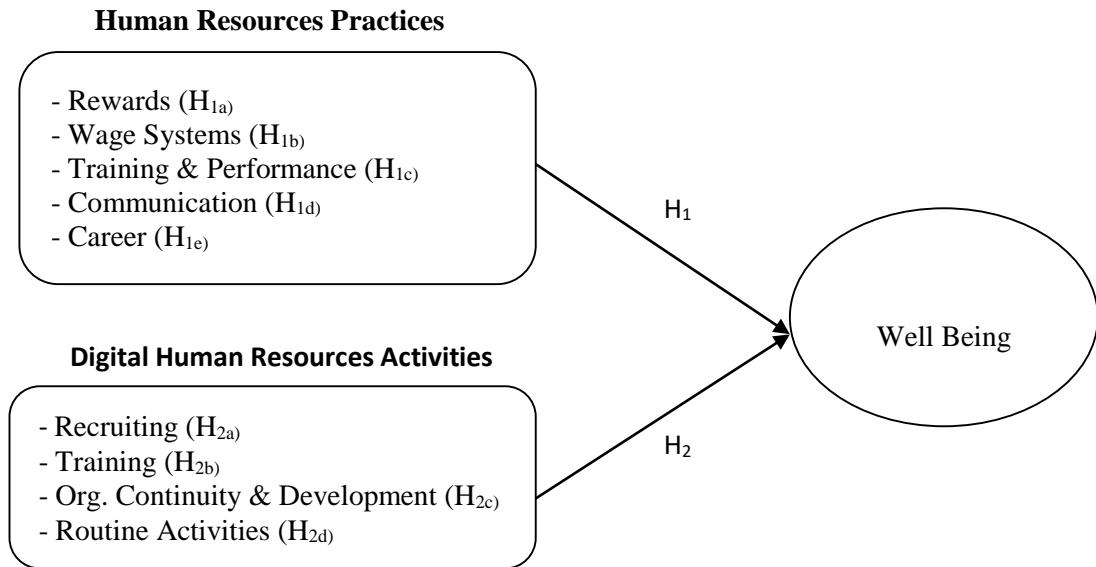 Human Resources Practices
- Rewards (H1a)
- Wage Systems (H1b)
- Training & Performance (H1c)
- Communication (H1d)
- Career (H1e)
H1
Well Being
Digital Human Resources Activities
- Recruiting (H2a)
- Training (H2b)
- Org. Continuity & Development (H2c)
- Routine Activities (H2d)
H2